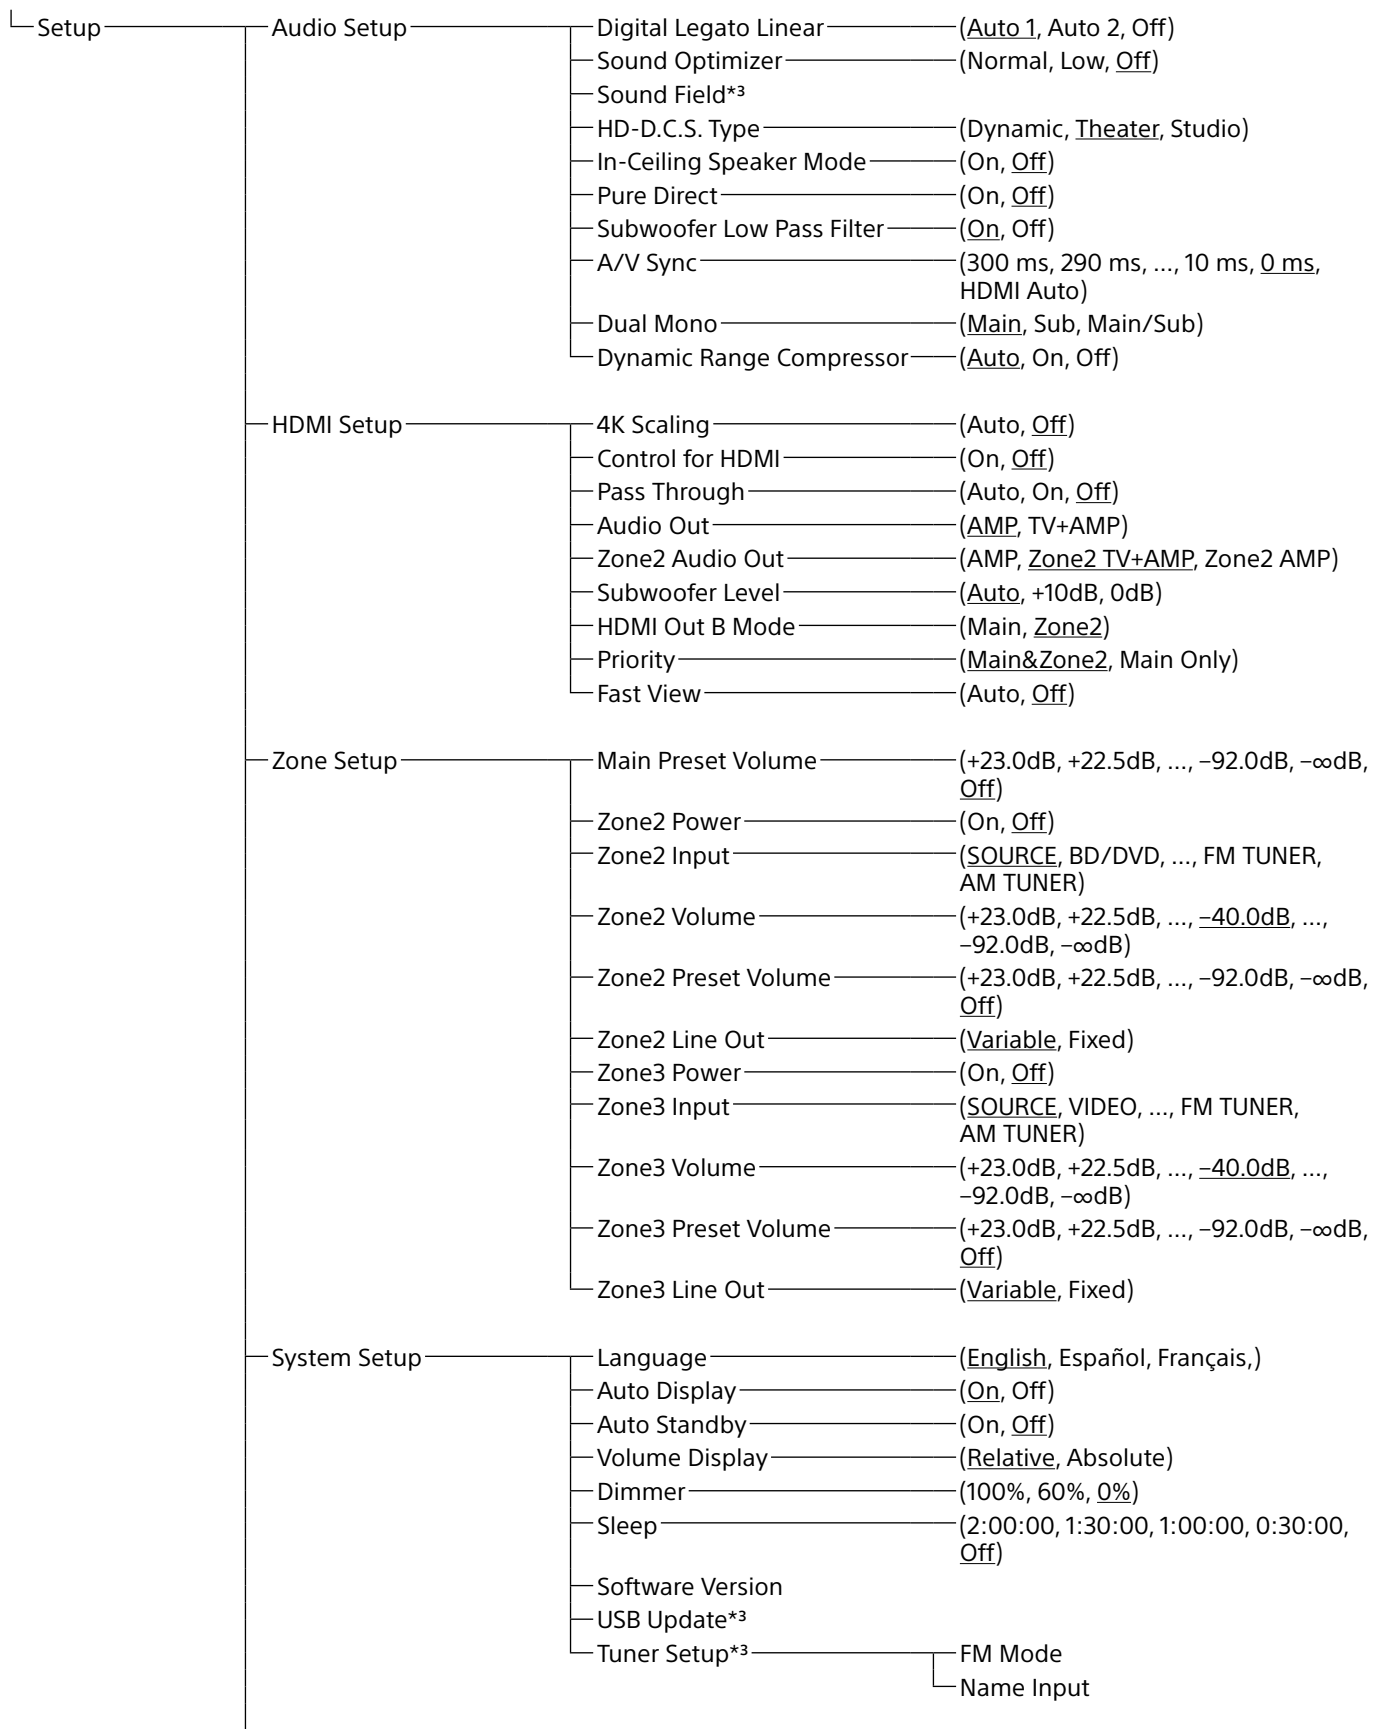 Setup Audio Setup Digital Legato Linear (Auto 1, Auto 2, Off)
Sound Optimizer (Normal, Low, Off)
Sound Field*³
HD-D.C.S. Type (Dynamic, Theater, Studio)
In-Ceiling Speaker Mode (On, Off)
Pure Direct (On, Off)
Subwoofer Low Pass Filter (On, Off)
A/V Sync (300 ms, 290 ms, ..., 10 ms, 0 ms,
HDMI Auto)
Dual Mono (Main, Sub, Main/Sub)
Dynamic Range Compressor (Auto, On, Off)
HDMI Setup 4K Scaling (Auto, Off)
Control for HDMI (On, Off)
Pass Through (Auto, On, Off)
Audio Out (AMP, TV+AMP)
Zone2 Audio Out (AMP, Zone2 TV+AMP, Zone2 AMP)
Subwoofer Level (Auto, +10dB, 0dB)
HDMI Out B Mode (Main, Zone2)
Priority (Main&Zone2, Main Only)
Fast View (Auto, Off)
Zone Setup Main Preset Volume (+23.0dB, +22.5dB, ..., −92.0dB, −∞dB,
Off)
Zone2 Power (On, Off)
Zone2 Input (SOURCE, BD/DVD, ..., FM TUNER,
AM TUNER)
Zone2 Volume (+23.0dB, +22.5dB, ..., −40.0dB, ...,
−92.0dB, −∞dB)
Zone2 Preset Volume (+23.0dB, +22.5dB, ..., −92.0dB, −∞dB,
Off)
Zone2 Line Out (Variable, Fixed)
Zone3 Power (On, Off)
Zone3 Input (SOURCE, VIDEO, ..., FM TUNER,
AM TUNER)
Zone3 Volume (+23.0dB, +22.5dB, ..., −40.0dB, ...,
−92.0dB, −∞dB)
Zone3 Preset Volume (+23.0dB, +22.5dB, ..., −92.0dB, −∞dB,
Off)
Zone3 Line Out (Variable, Fixed)
System Setup Language (English, Español, Français,)
Auto Display (On, Off)
Auto Standby (On, Off)
Volume Display (Relative, Absolute)
Dimmer (100%, 60%, 0%)
Sleep (2:00:00, 1:30:00, 1:00:00, 0:30:00,
Off)
Software Version
USB Update*³
Tuner Setup*³ FM Mode
Name Input